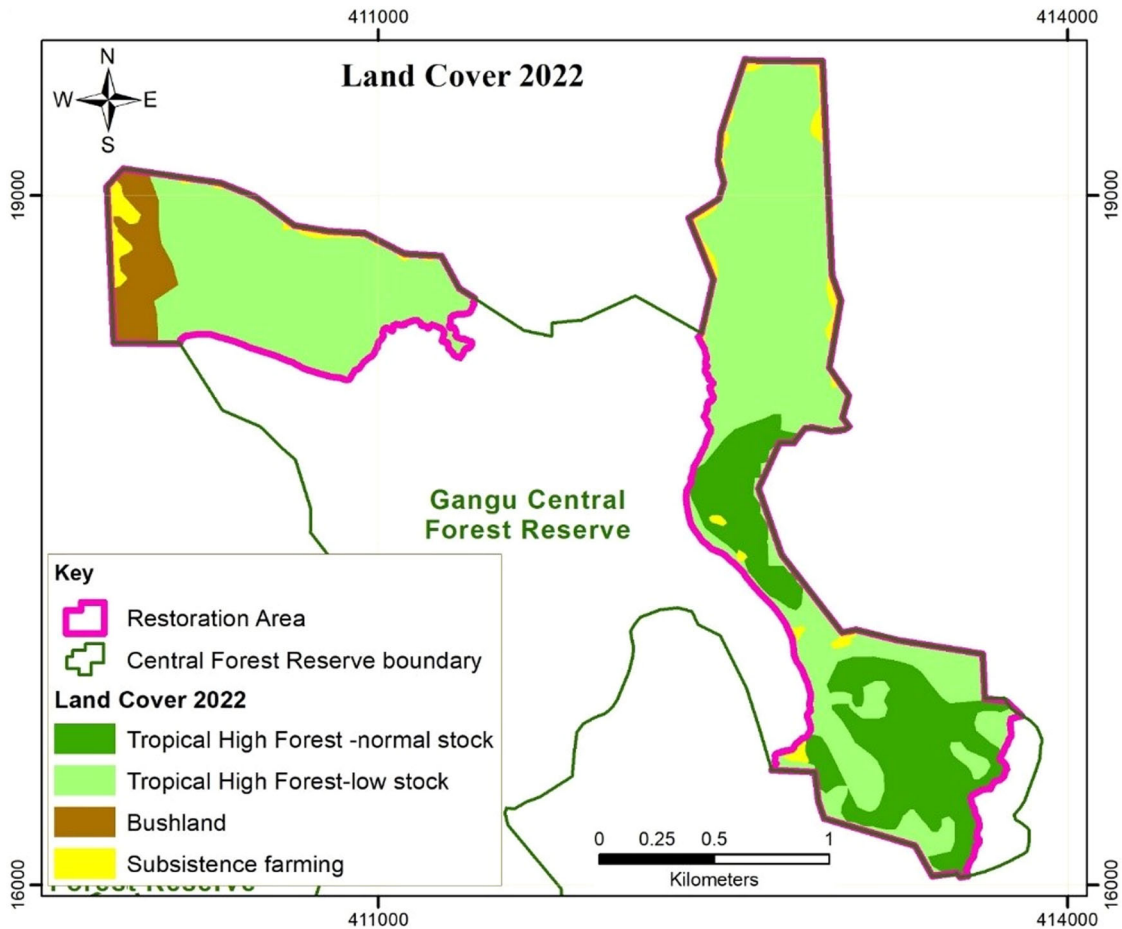 411000
414000
Land Cover 2022
N
W
E
S
19000
19000
Gangu Central
Forest Reserve
Key
Restoration Area
Central Forest Reserve boundary
Land Cover 2022
Tropical High Forest -normal stock
Tropical High Forest-low stock
Bushland
Subsistence farming
Forest Reserve
0
0.25
0.5
1
Kilometers
16000
16000
411000
414000